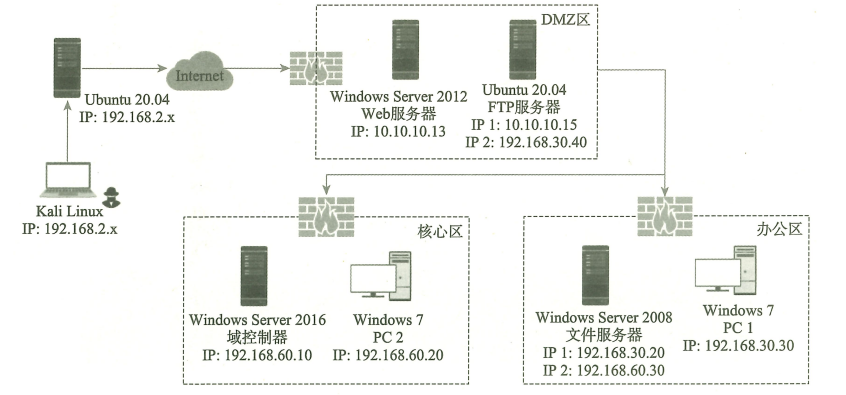 DMZ区
Internet
Ubuntu 20.04
IP: 192.168.2.x
Windows Server 2012
Web服务器
IP: 10.10.10.13
Ubuntu 20.04
FTP服务器
IP 1: 10.10.10.15
IP 2: 192.168.30.40
Kali Linux
IP: 192.168.2.x
核心区
Windows Server 2016
域控制器
IP: 192.168.60.10
Windows 7
PC 2
IP: 192.168.60.20
办公区
Windows Server 2008
文件服务器
IP 1: 192.168.30.20
IP 2: 192.168.60.30
Windows 7
PC 1
IP: 192.168.30.30